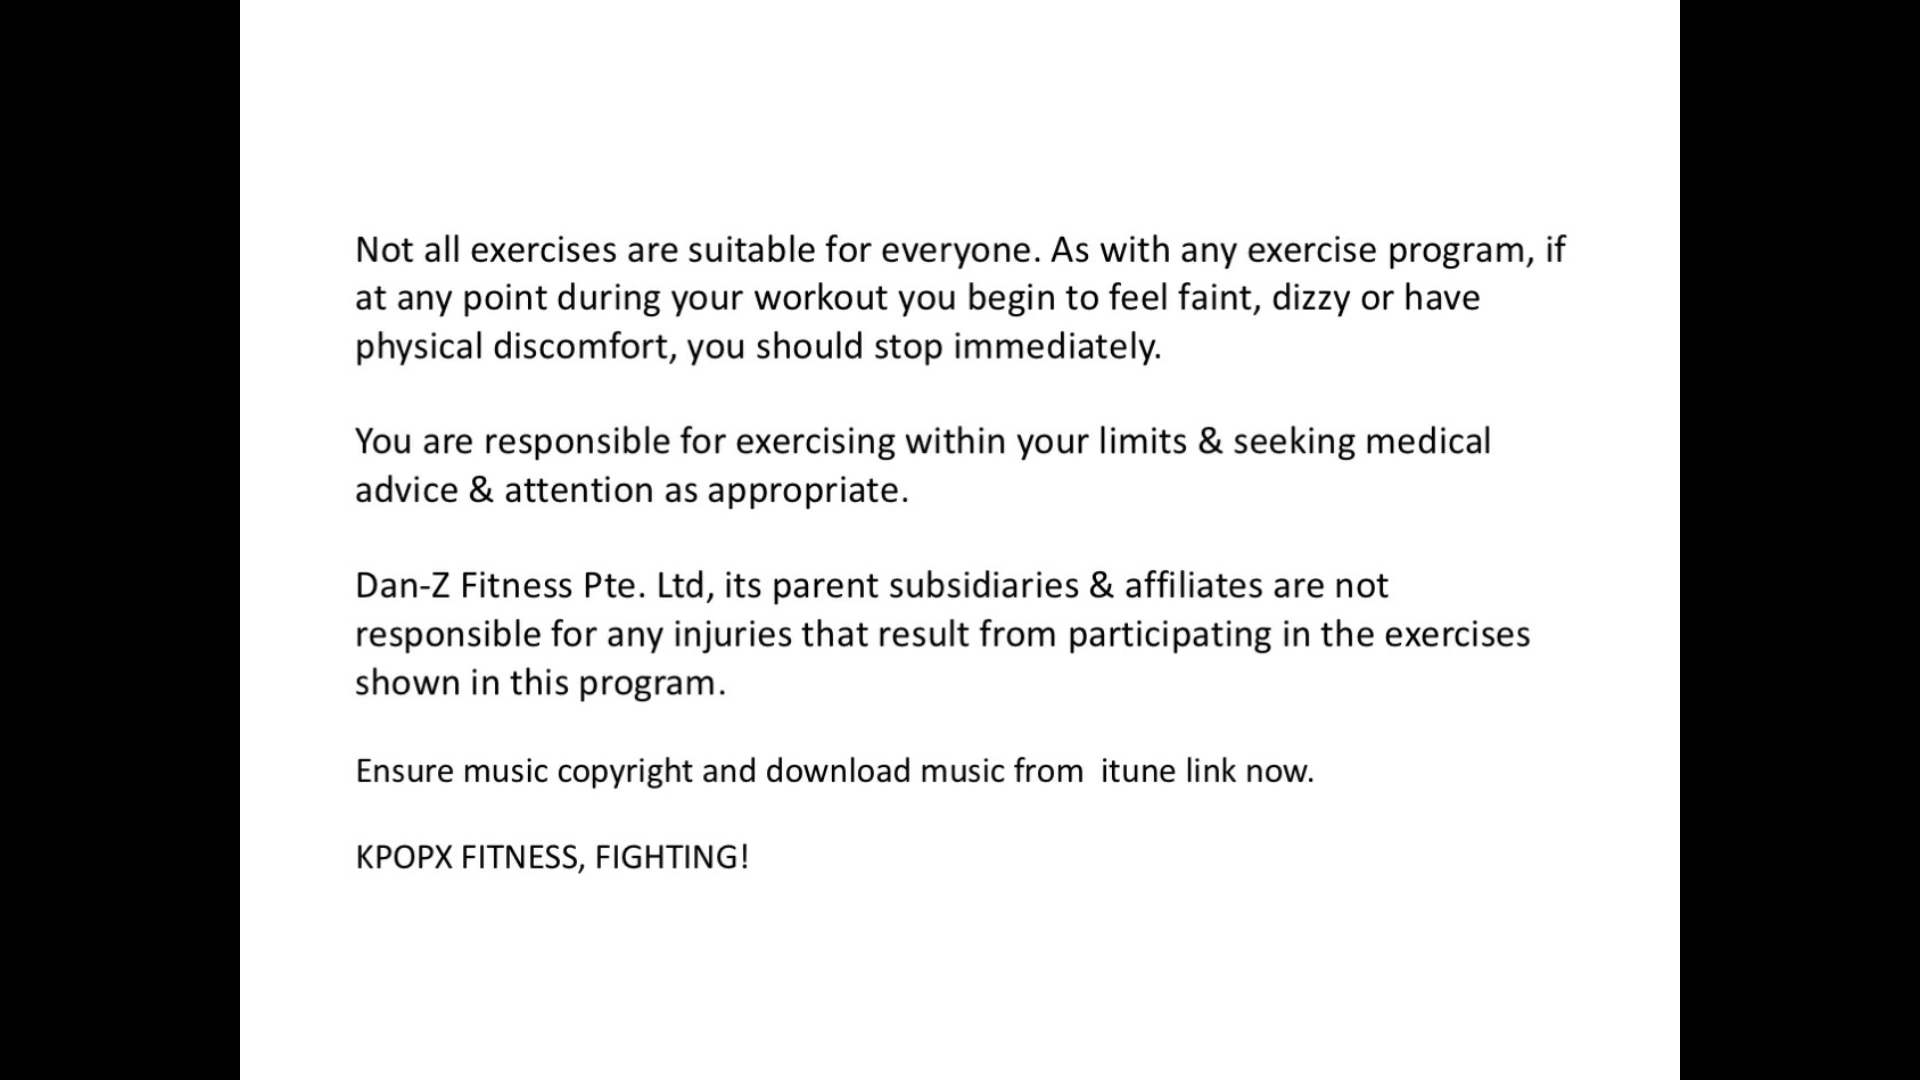 Not all exercises are suitable for everyone. As with any exercise program, if
at any point during your workout you begin to feel faint, dizzy or have
physical discomfort, you should stop immediately.
You are responsible for exercising within your limits & seeking medical
advice & attention as appropriate.
Dan-Z Fitness Pte. Ltd, its parent subsidiaries & affiliates are not
responsible for any injuries that result from participating in the exercises
shown in this program.
Ensure music copyright and download music from  itune link now.
KPOPX FITNESS, FIGHTING!